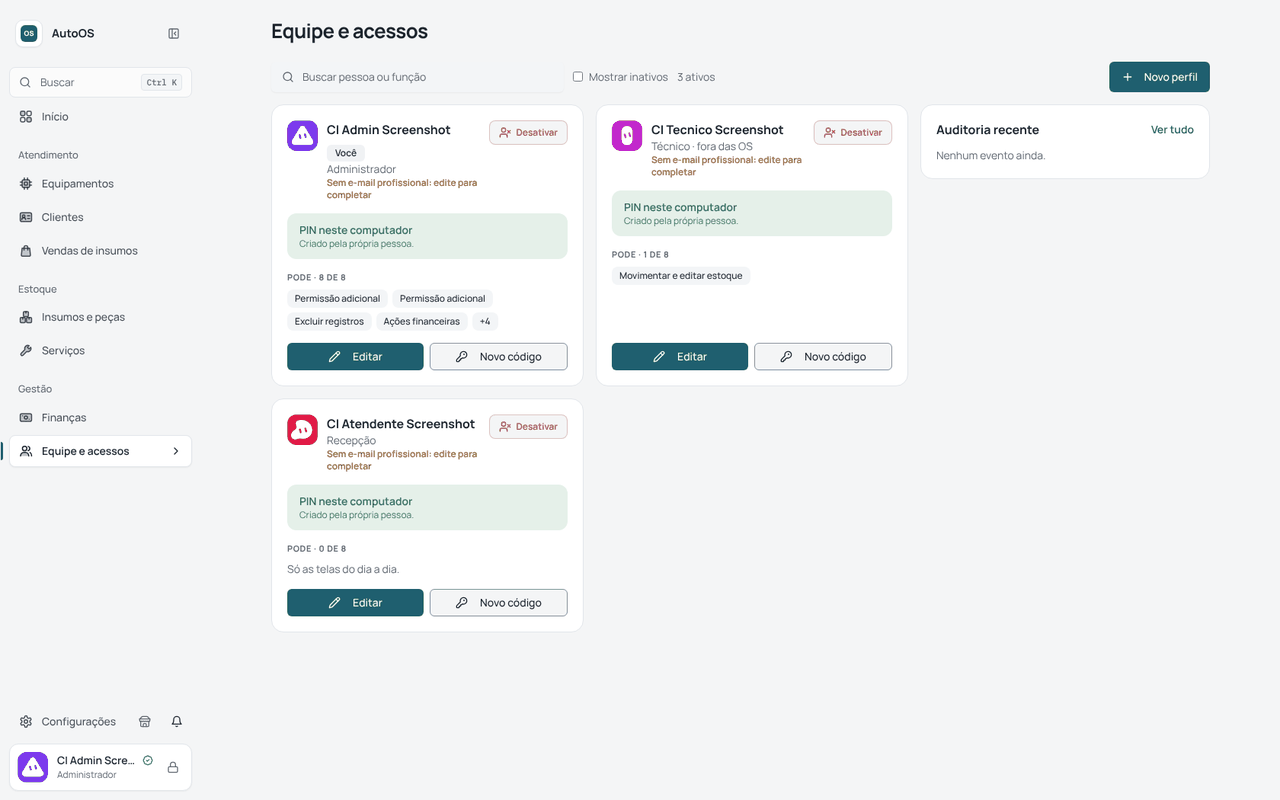 OS AutoOS
Buscar Ctrl K
Início
Atendimento
Equipamentos
Clientes
Vendas de insumos
Estoque
Insumos e peças
Serviços
Gestão
Finanças
Equipe e acessos
Configurações
CI Admin Scre...
Administrador
Equipe e acessos
Buscar pessoa ou função
Mostrar inativos 3 ativos
Novo perfil
CI Admin Screenshot
Desativar
Você
Administrador
Sem e-mail profissional: edite para
completar
PIN neste computador
Criado pela própria pessoa.
PODE · 8 DE 8
Permissão adicional Permissão adicional
Excluir registros Ações financeiras +4
Editar Novo código
CI Tecnico Screenshot
Desativar
Técnico · fora das OS
Sem e-mail profissional: edite para
completar
PIN neste computador
Criado pela própria pessoa.
PODE · 1 DE 8
Movimentar e editar estoque
Editar Novo código
Auditoria recente Ver tudo
Nenhum evento ainda.
CI Atendente Screenshot
Desativar
Recepção
Sem e-mail profissional: edite para
completar
PIN neste computador
Criado pela própria pessoa.
PODE · 0 DE 8
Só as telas do dia a dia.
Editar Novo código